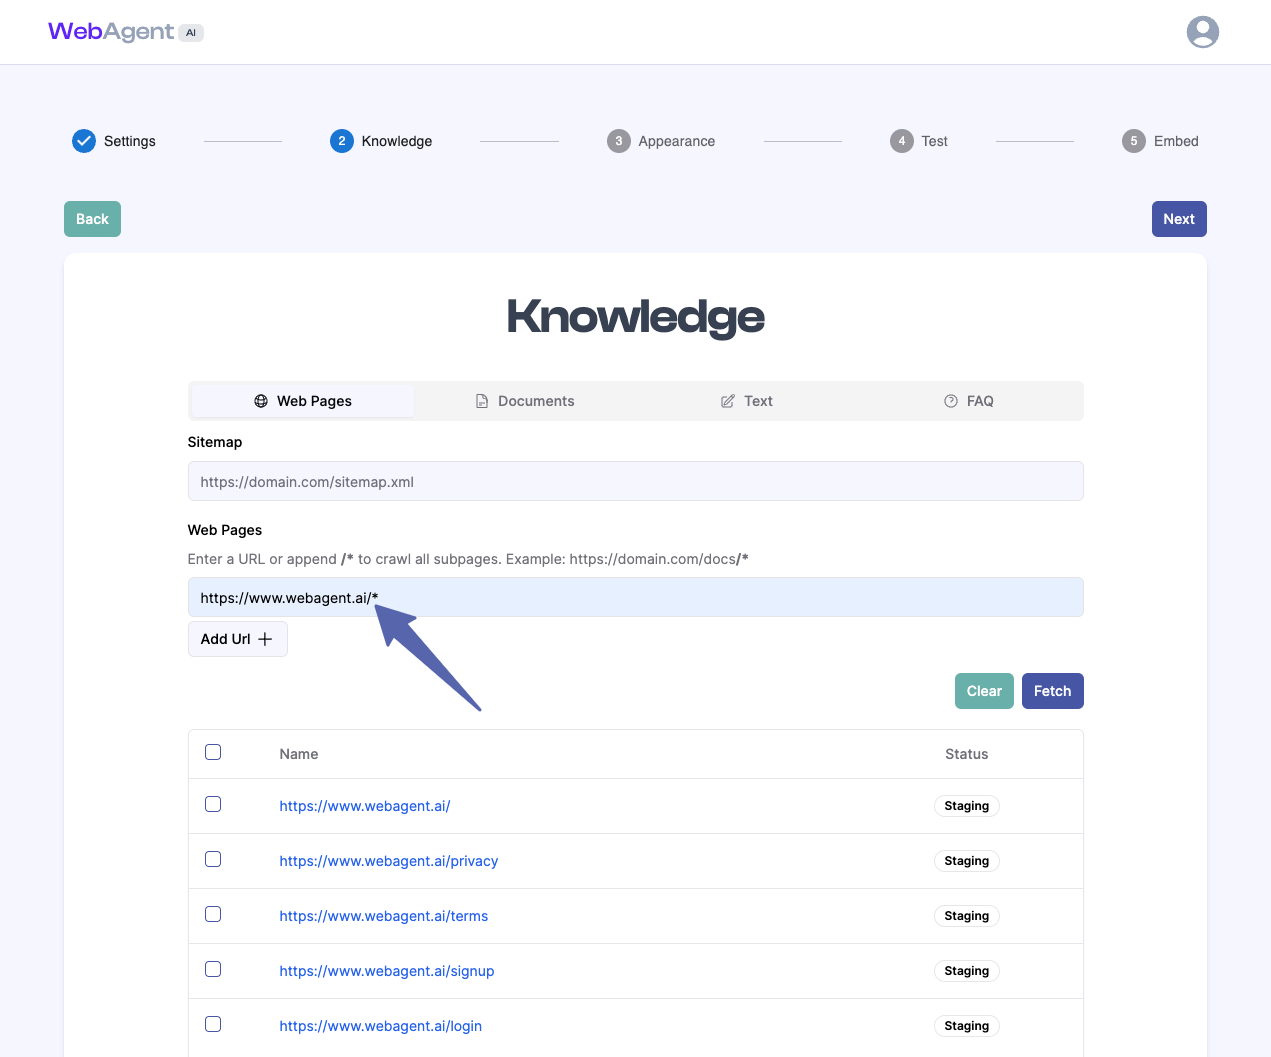 WebAgent AI
Settings
2 Knowledge
3 Appearance
4 Test
5 Embed
Back
Next
Knowledge
Web Pages
Documents
Text
FAQ
Sitemap
https://domain.com/sitemap.xml
Web Pages
Enter a URL or append /* to crawl all subpages. Example: https://domain.com/docs/*
https://www.webagent.ai/*
Add Url +
Clear
Fetch
Name
Status
https://www.webagent.ai/
Staging
https://www.webagent.ai/privacy
Staging
https://www.webagent.ai/terms
Staging
https://www.webagent.ai/signup
Staging
https://www.webagent.ai/login
Staging